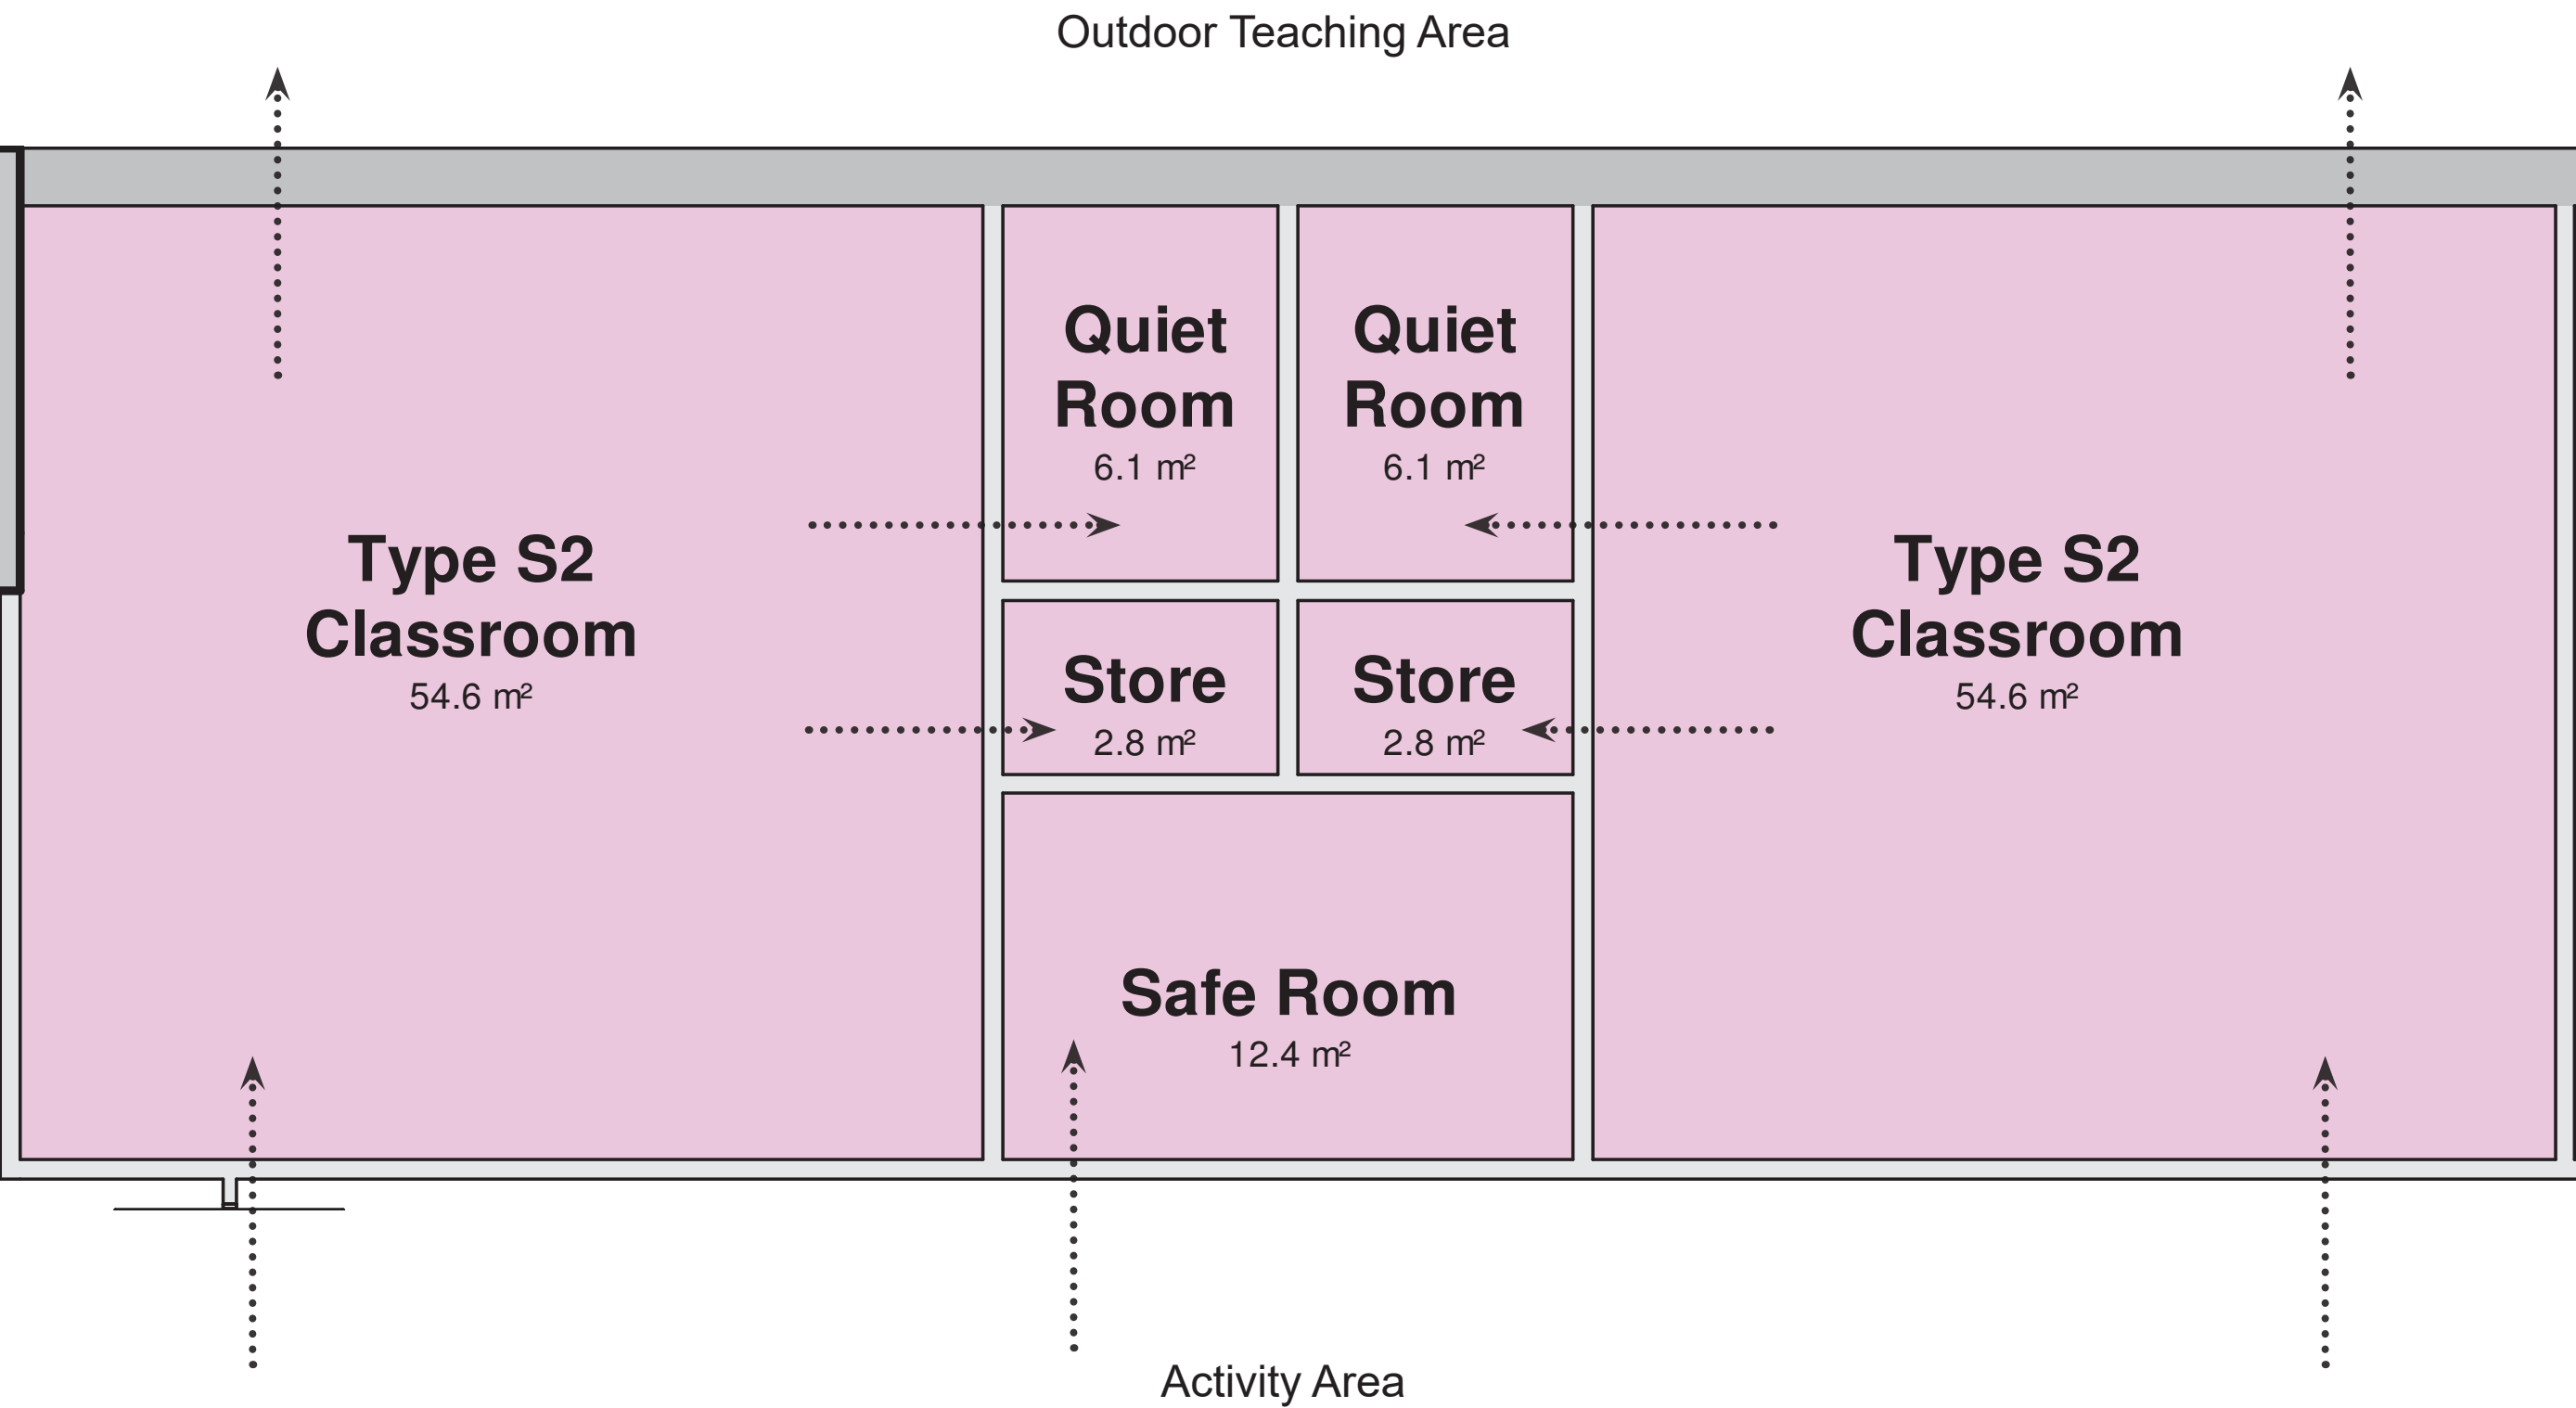 Outdoor Teaching Area
Quiet
Room
6.1 m²
Quiet
Room
6.1 m²
Type S2
Classroom
54.6 m²
Type S2
Classroom
54.6 m²
Store
2.8 m²
Store
2.8 m²
Safe Room
12.4 m²
Activity Area